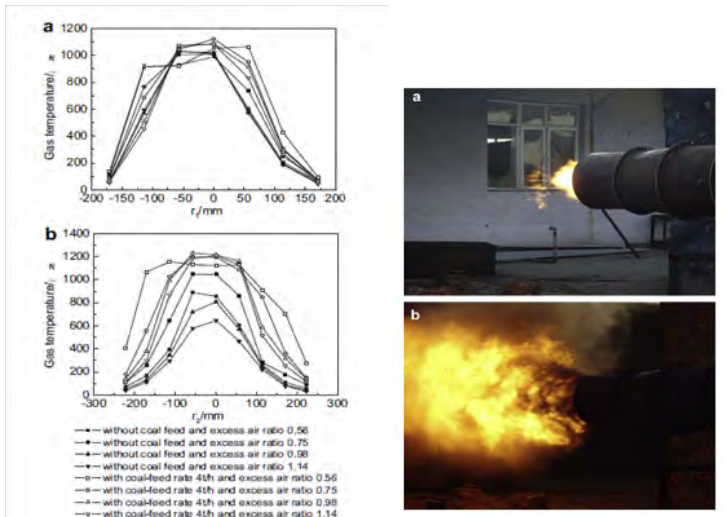 a
1200
1000
800
600
400
200
0
Gas temperature/
-200 -150 -100 -50 0 50 100 150 200
r1/mm
b
1400
1200
1000
800
600
400
200
0
Gas temperature/
-300 -200 -100 0 100 200 300
r2/mm
without coal feed and excess air ratio 0.56
without coal feed and excess air ratio 0.75
without coal feed and excess air ratio 0.98
without coal feed and excess air ratio 1.14
with coal-feed rate 4t/h and excess air ratio 0.56
with coal-feed rate 4t/h and excess air ratio 0.75
with coal-feed rate 4t/h and excess air ratio 0.98
with coal-feed rate 4t/h and excess air ratio 1.14
a
b